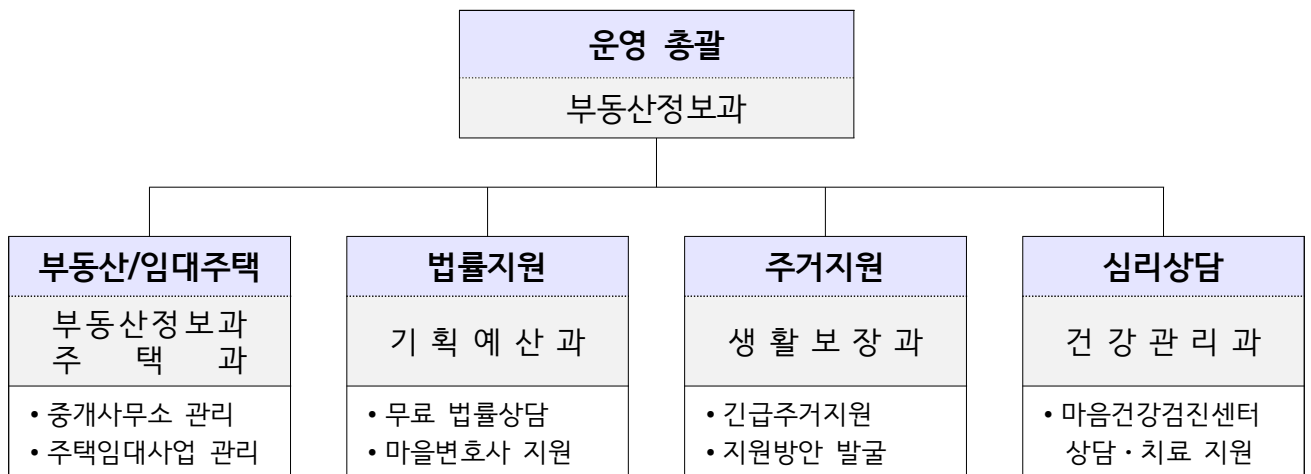 운영 총괄
부동산정보과
부동산/임대주택
부동산정보과
주 택 과
• 중개사무소 관리
• 주택임대사업 관리
법률지원
기 획 예 산 과
• 무료 법률상담
• 마을변호사 지원
주거지원
생 활 보 장 과
• 긴급주거지원
• 지원방안 발굴
심리상담
건 강 관 리 과
• 마음건강검진센터
상담·치료 지원